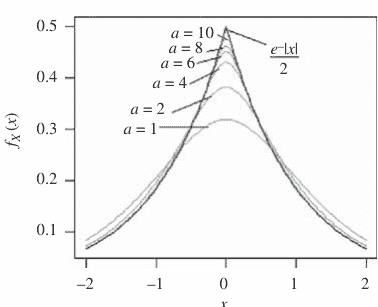 0.5
0.4
0.3
0.2
0.1
f_X(x)
a = 10
a = 8
a = 6
a = 4
a = 2
a = 1
e^–|x|
2
–2 –1 0 1 2
x